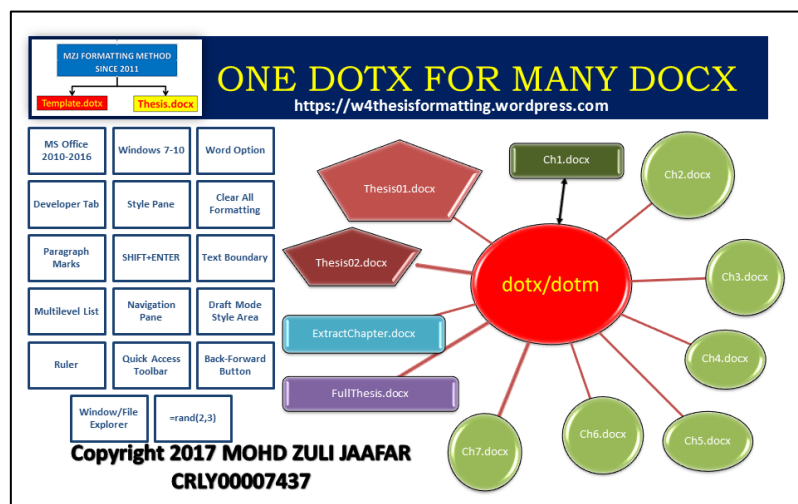 MZJ FORMATTING METHOD
SINCE 2011
Template.dotx
Thesis.docx
ONE DOTX FOR MANY DOCX
https://w4thesisformatting.wordpress.com
MS Office
2010-2016
Windows 7-10
Word Option
Developer Tab
Style Pane
Clear All
Formatting
Paragraph
Marks
SHIFT+ENTER
Text Boundary
Multilevel List
Navigation
Pane
Draft Mode
Style Area
Ruler
Quick Access
Toolbar
Back-Forward
Button
Window/File
Explorer
=rand(2,3)
Thesis01.docx
Ch1.docx
Ch2.docx
Thesis02.docx
dotx/dotm
Ch3.docx
ExtractChapter.docx
Ch4.docx
FullThesis.docx
Ch7.docx
Ch6.docx
Ch5.docx
Copyright 2017 MOHD ZULI JAAFAR
CRLY00007437